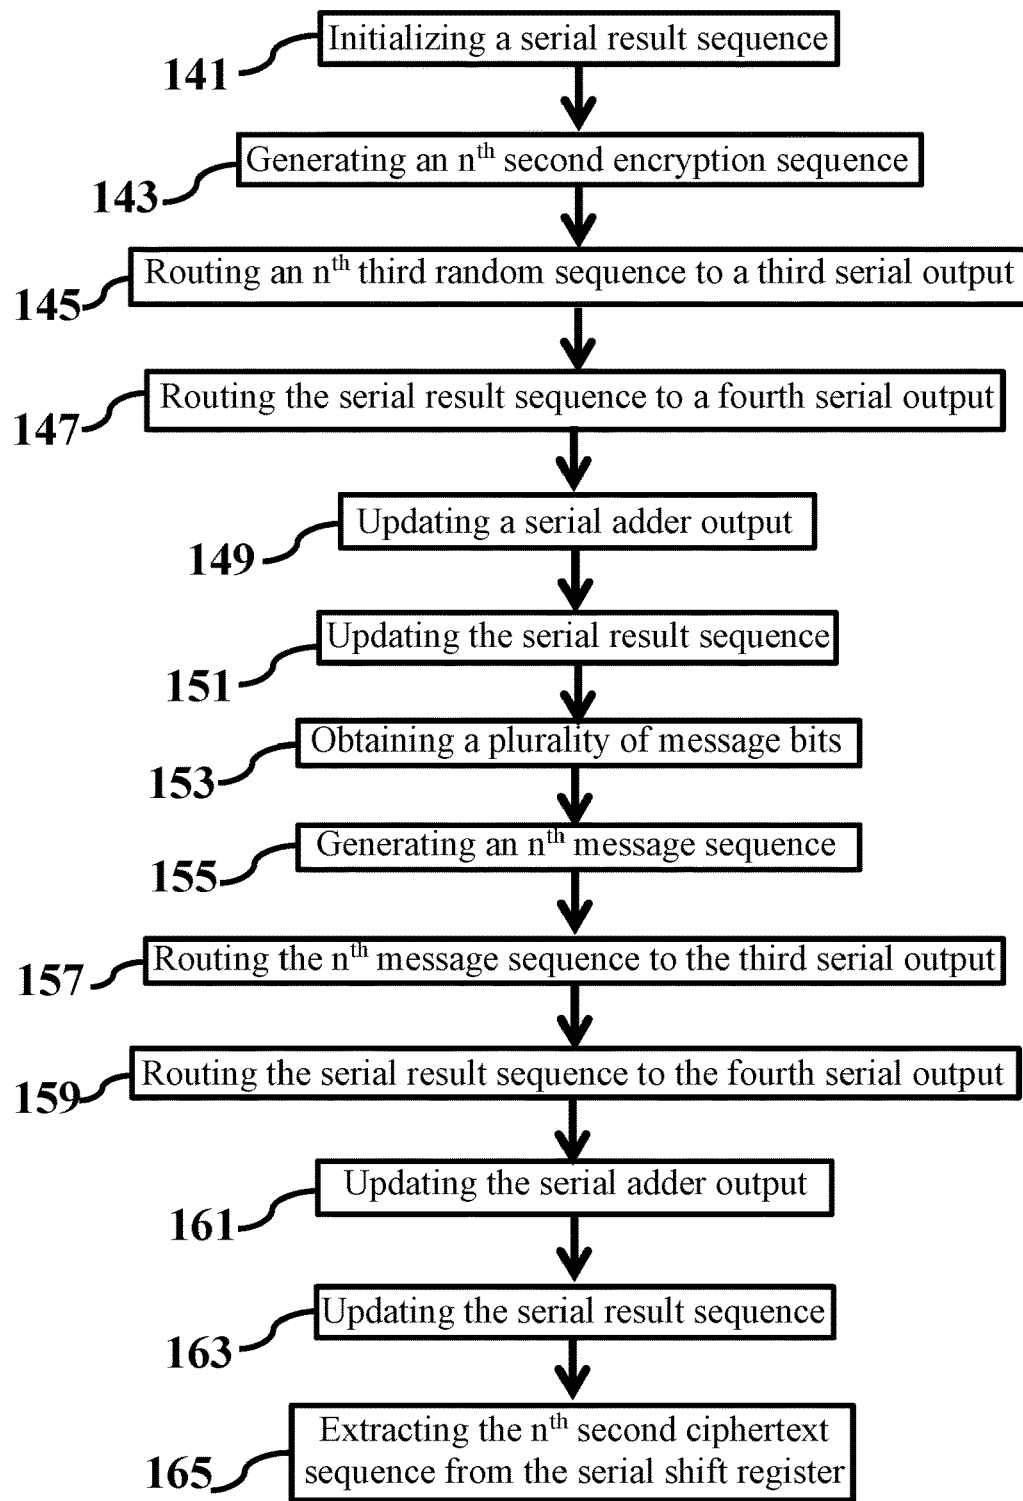 Initializing a serial result sequence
141
Generating an nth second encryption sequence
143
Routing an nth third random sequence to a third serial output
145
Routing the serial result sequence to a fourth serial output
147
Updating a serial adder output
149
Updating the serial result sequence
151
Obtaining a plurality of message bits
153
Generating an nth message sequence
155
Routing the nth message sequence to the third serial output
157
Routing the serial result sequence to the fourth serial output
159
Updating the serial adder output
161
Updating the serial result sequence
163
Extracting the nth second ciphertext
sequence from the serial shift register
165